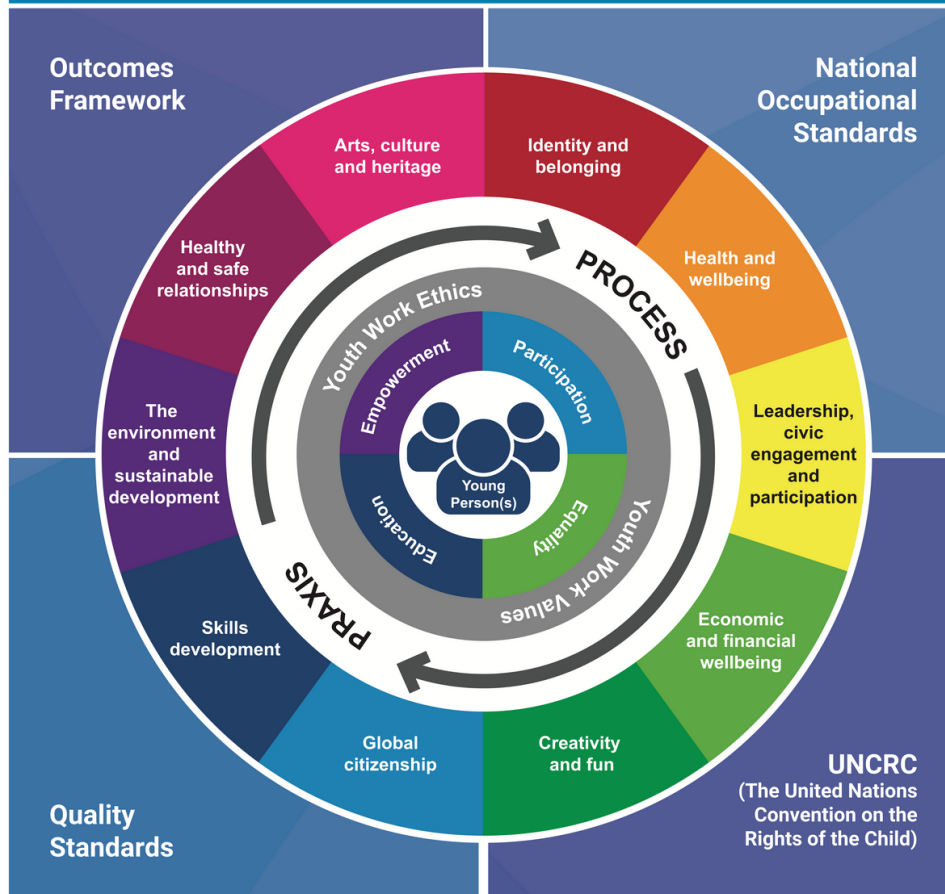 Outcomes
Framework
National
Occupational
Standards
Arts, culture
and heritage
Identity and
belonging
Healthy
and safe
relationships
Health and
wellbeing
PROCESS
Youth Work Ethics
Empowerment
Participation
The
environment
and
sustainable
development
Leadership,
civic
engagement
and
participation
Young
Person(s)
Education
Equality
Youth Work Values
PRAXIS
Skills
development
Economic
and financial
wellbeing
Global
citizenship
Creativity
and fun
Quality
Standards
UNCRC
(The United Nations
Convention on the
Rights of the Child)